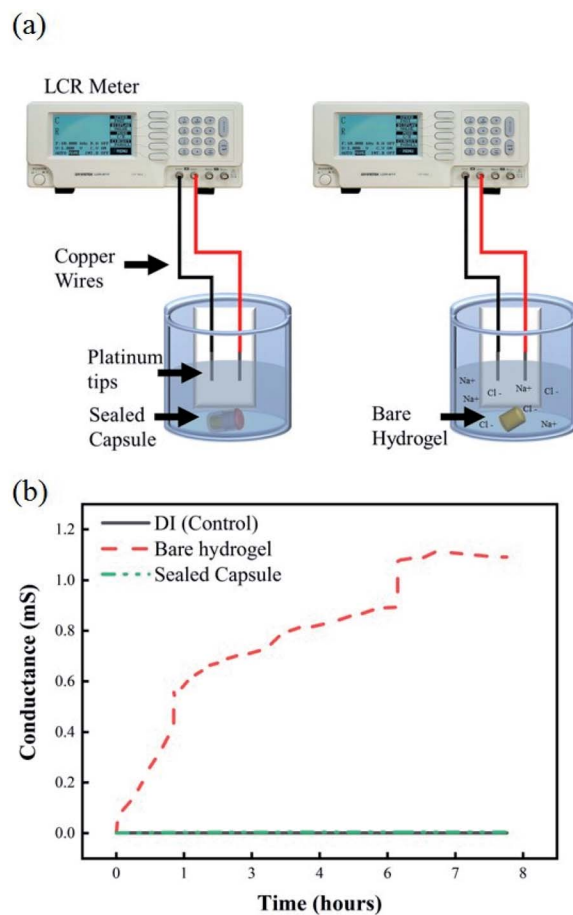 (a)
LCR Meter
Copper
Wires
Platinum
tips
Sealed
Capsule
Na+
Na+
Cl -
Na+
Cl -
Cl -
Cl -
Na+
Bare
Hydrogel
(b)
DI (Control)
Bare hydrogel
Sealed Capsule
Conductance (mS)
1.2
1.0
0.8
0.6
0.4
0.2
0.0
0 1 3 4 6 7 8
Time (hours)